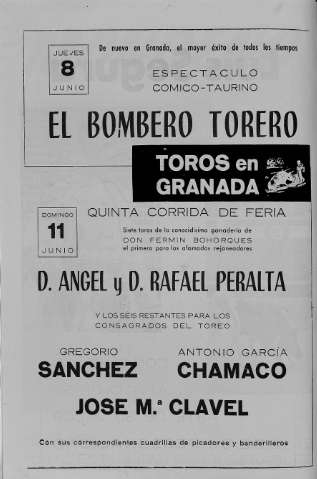 De nuevo en Granada, el mayor éxito de todos los tiempos
JUEVES
8
JUNIO
ESPECTACULO
COMICO-TAURINO
EL BOMBERO TORERO
TOROS en
GRANADA
DOMINGO
11
JUNIO
QUINTA CORRIDA DE FERIA
Siete toros de la conocidísima ganadería de
DON FERMIN BOHORQUES
el primero para los afamados rejoneadores
D. ANGEL y D. RAFAEL PERALTA
Y LOS SEIS RESTANTES PARA LOS
CONSAGRADOS DEL TOREO
GREGORIO
SANCHEZ
ANTONIO GARCÍA
CHAMACO
JOSE M.ª CLAVEL
Con sus correspondientes cuadrillas de picadores y banderilleros